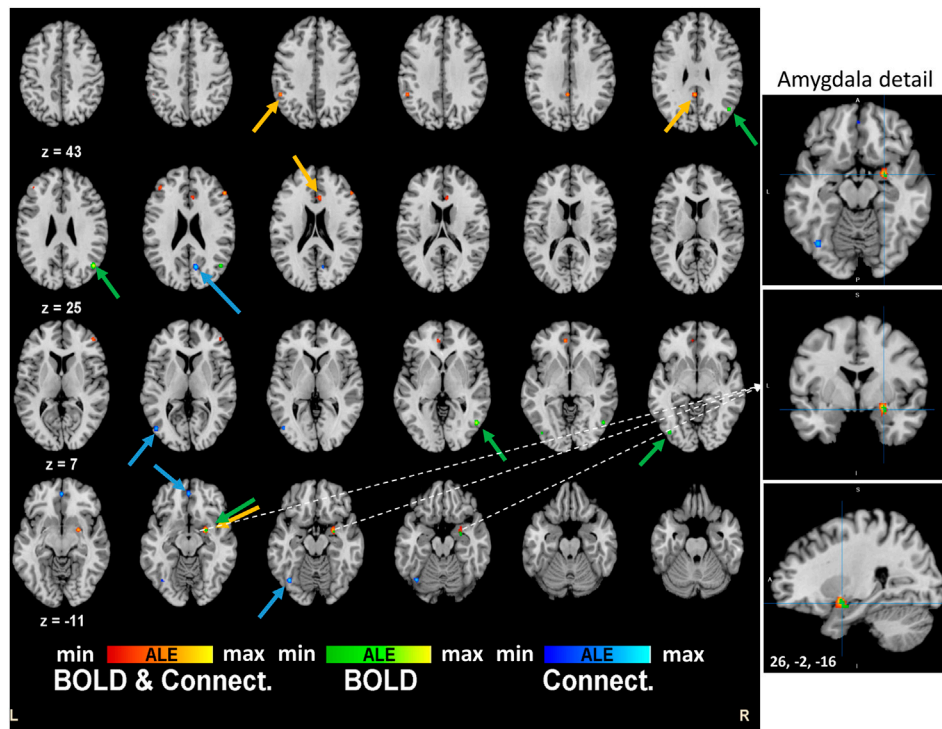 Amygdala detail
A
L
P
z = 43
z = 25
S
L
I
z = 7
S
A
I
26, -2, -16
z = -11
min ALE max min ALE max min ALE max
BOLD & Connect. BOLD Connect.
L R